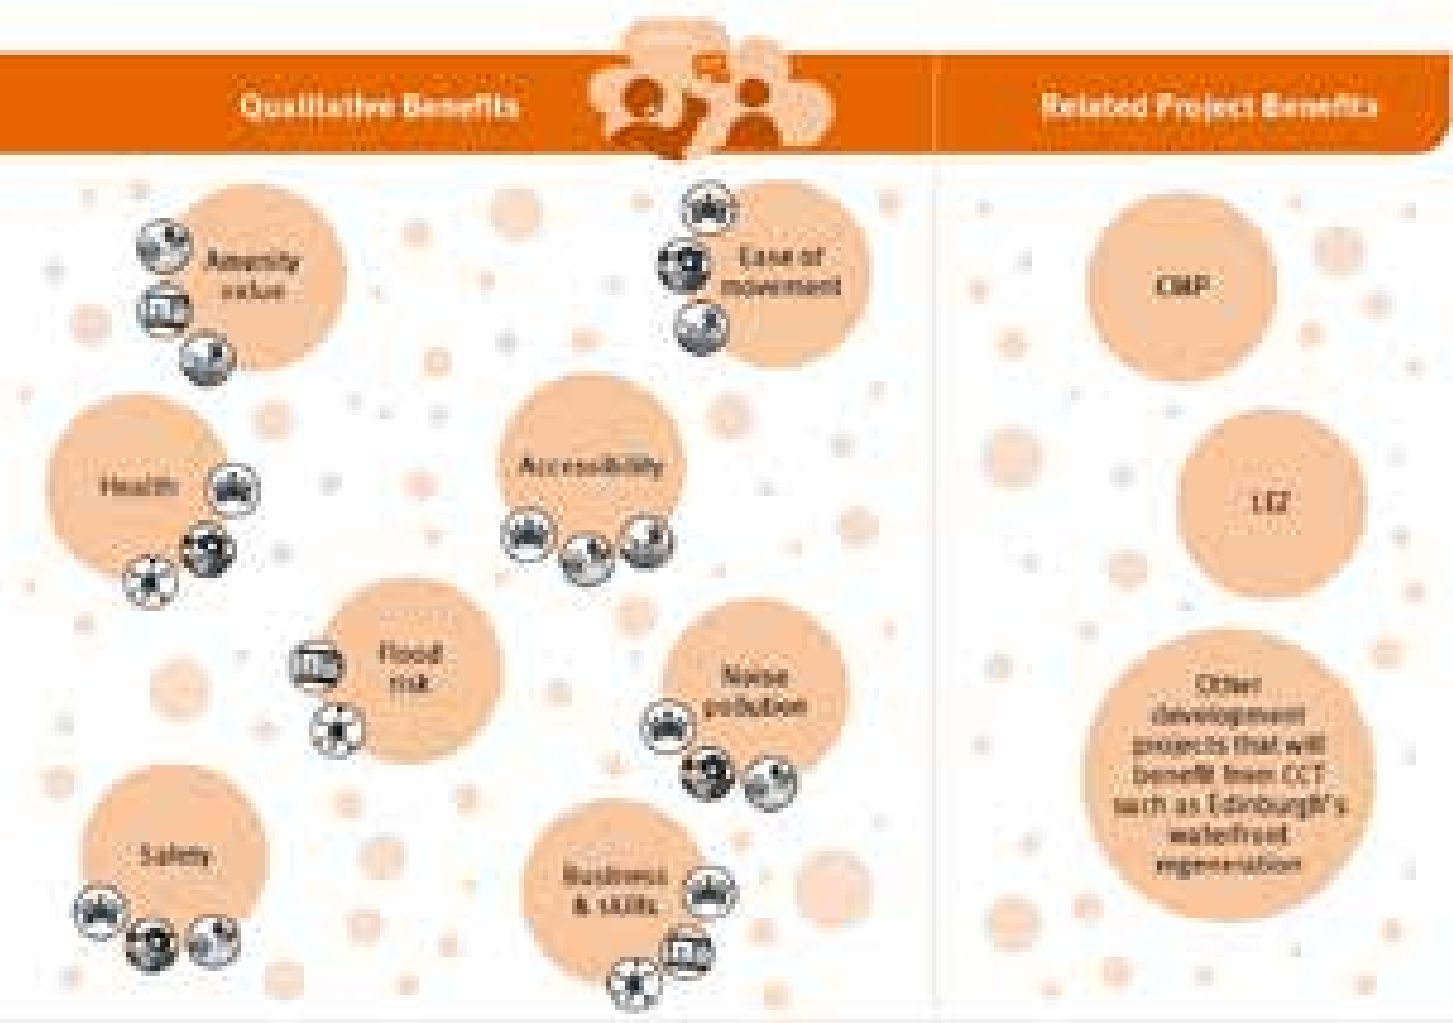 Qualitative Benefits
Related Project Benefits
Amenity
value
Ease of
movement
Health
Accessibility
Flood
risk
Noise
pollution
Safety
Business
& skills
LEZ
Other
development
projects that will
benefit from CCT
such as Edinburgh's
waterfront
regeneration